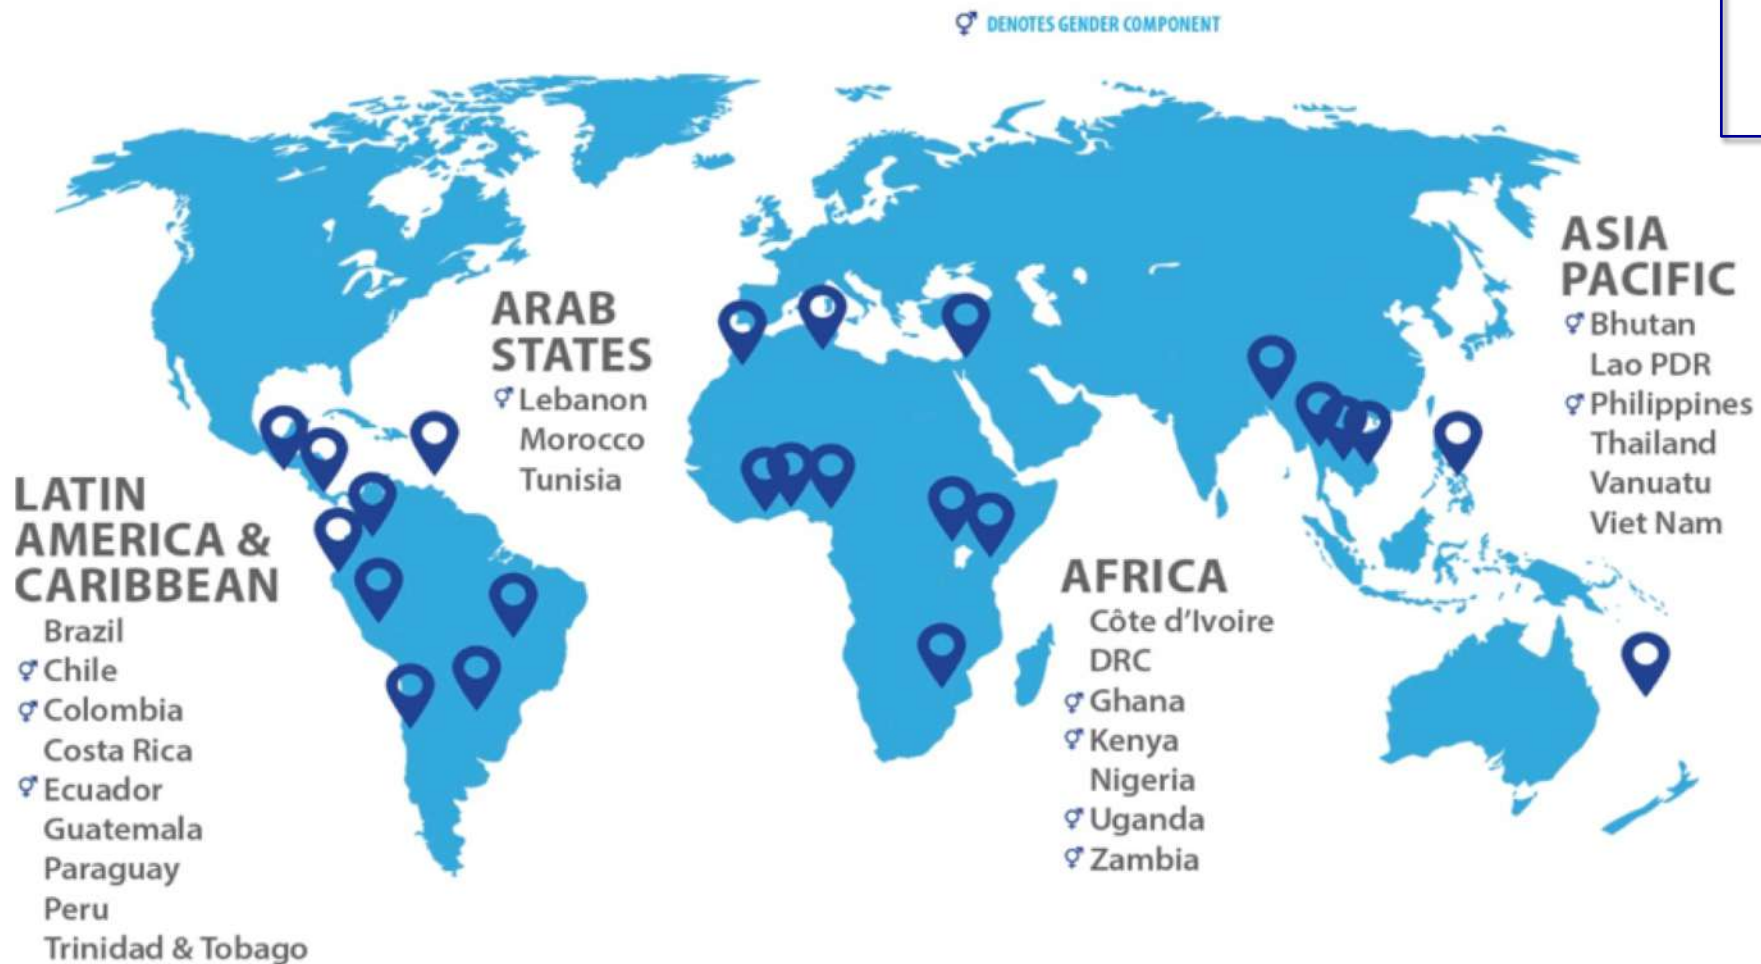 ⚥ DENOTES GENDER COMPONENT
ARAB
STATES
⚥ Lebanon
Morocco
Tunisia
LATIN
AMERICA &
CARIBBEAN
Brazil
⚥ Chile
⚥ Colombia
Costa Rica
⚥ Ecuador
Guatemala
Paraguay
Peru
Trinidad & Tobago
AFRICA
Côte d’Ivoire
DRC
⚥ Ghana
⚥ Kenya
Nigeria
⚥ Uganda
⚥ Zambia
ASIA
PACIFIC
⚥ Bhutan
Lao PDR
⚥ Philippines
Thailand
Vanuatu
Viet Nam